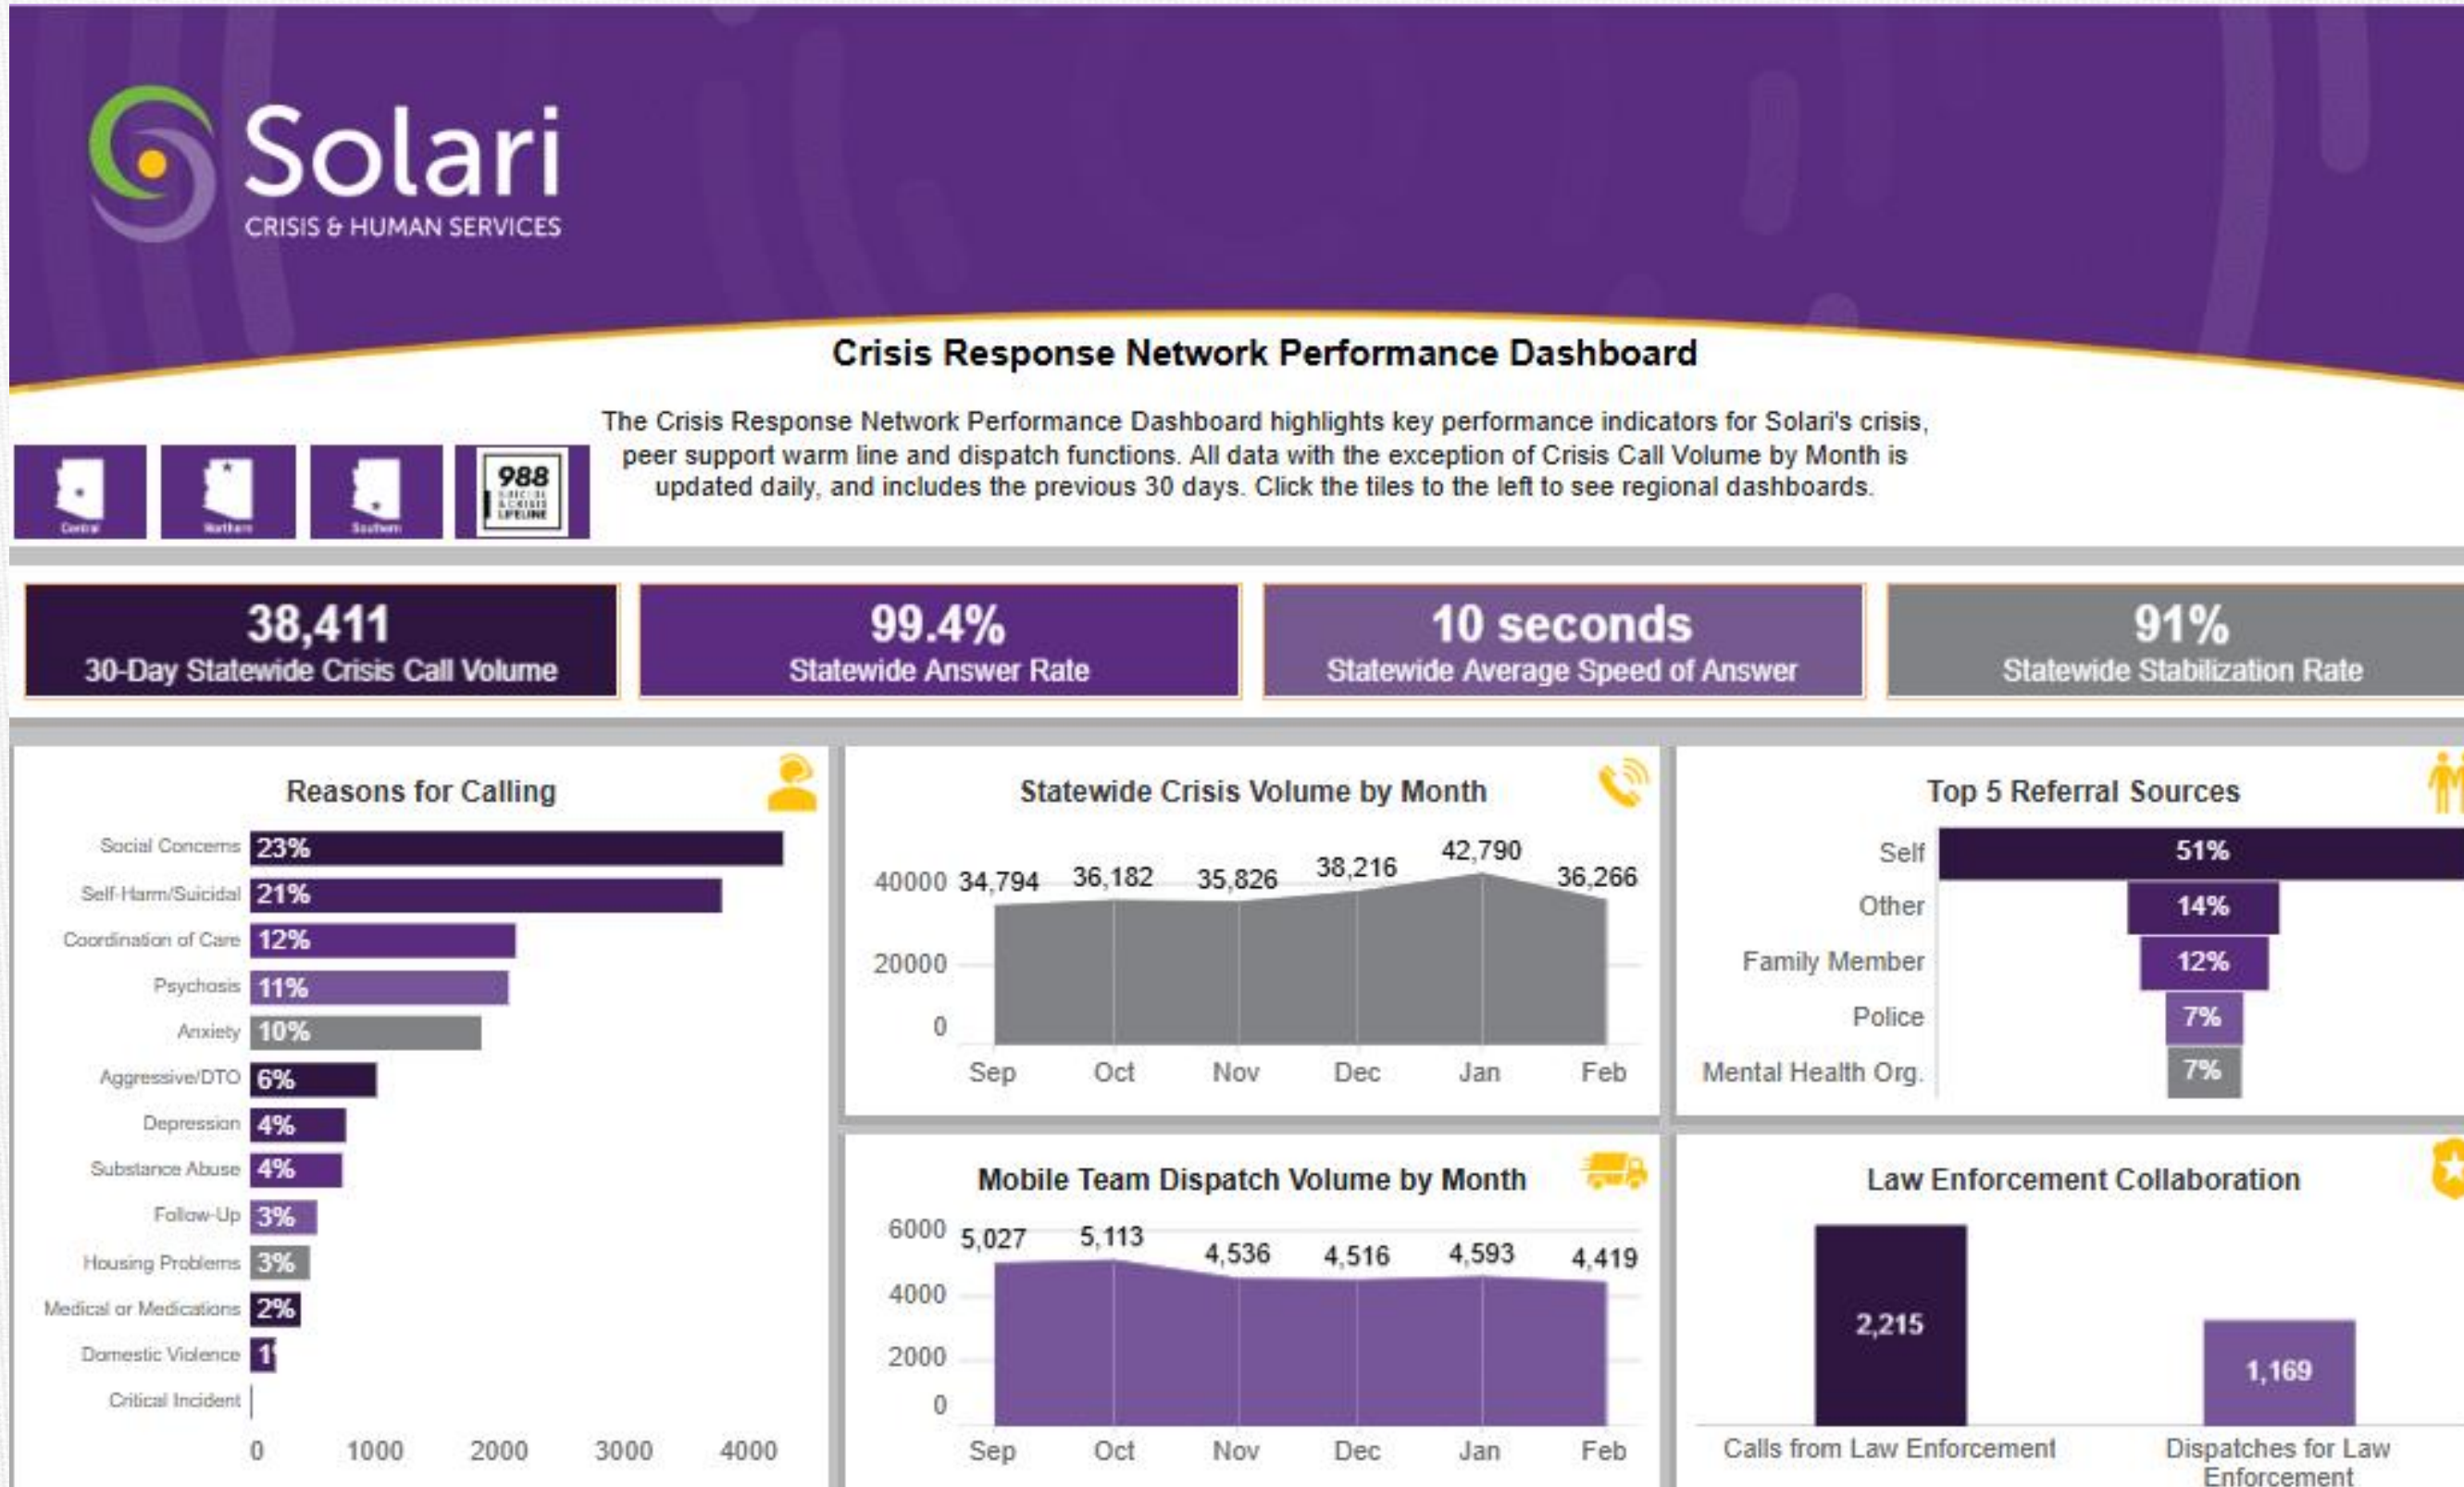 Solari
CRISIS & HUMAN SERVICES
Crisis Response Network Performance Dashboard
The Crisis Response Network Performance Dashboard highlights key performance indicators for Solari's crisis,
peer support warm line and dispatch functions. All data with the exception of Crisis Call Volume by Month is
updated daily, and includes the previous 30 days. Click the tiles to the left to see regional dashboards.
Central
Northern
Southern
988
SUICIDE
& CRISIS
LIFELINE
38,411
30-Day Statewide Crisis Call Volume
99.4%
Statewide Answer Rate
10 seconds
Statewide Average Speed of Answer
91%
Statewide Stabilization Rate
Reasons for Calling
Social Concerns 23%
Self-Harm/Suicidal 21%
Coordination of Care 12%
Psychosis 11%
Anxiety 10%
Aggressive/DTO 6%
Depression 4%
Substance Abuse 4%
Follow-Up 3%
Housing Problems 3%
Medical or Medications 2%
Domestic Violence 1
Critical Incident
0 1000 2000 3000 4000
Statewide Crisis Volume by Month
40000 34,794 36,182 35,826 38,216 42,790 36,266
20000
0
Sep Oct Nov Dec Jan Feb
Mobile Team Dispatch Volume by Month
6000 5,027 5,113 4,536 4,516 4,593 4,419
4000
2000
0
Sep Oct Nov Dec Jan Feb
Top 5 Referral Sources
Self 51%
Other 14%
Family Member 12%
Police 7%
Mental Health Org. 7%
Law Enforcement Collaboration
2,215
1,169
Calls from Law Enforcement
Dispatches for Law
Enforcement